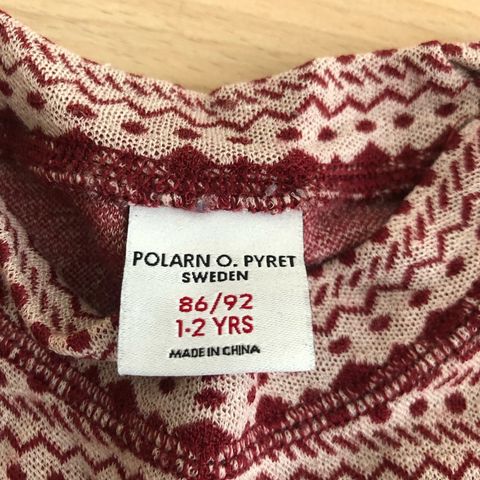 POLARN O. PYRET
SWEDEN
86/92
1-2 YRS
MADE IN CHINA